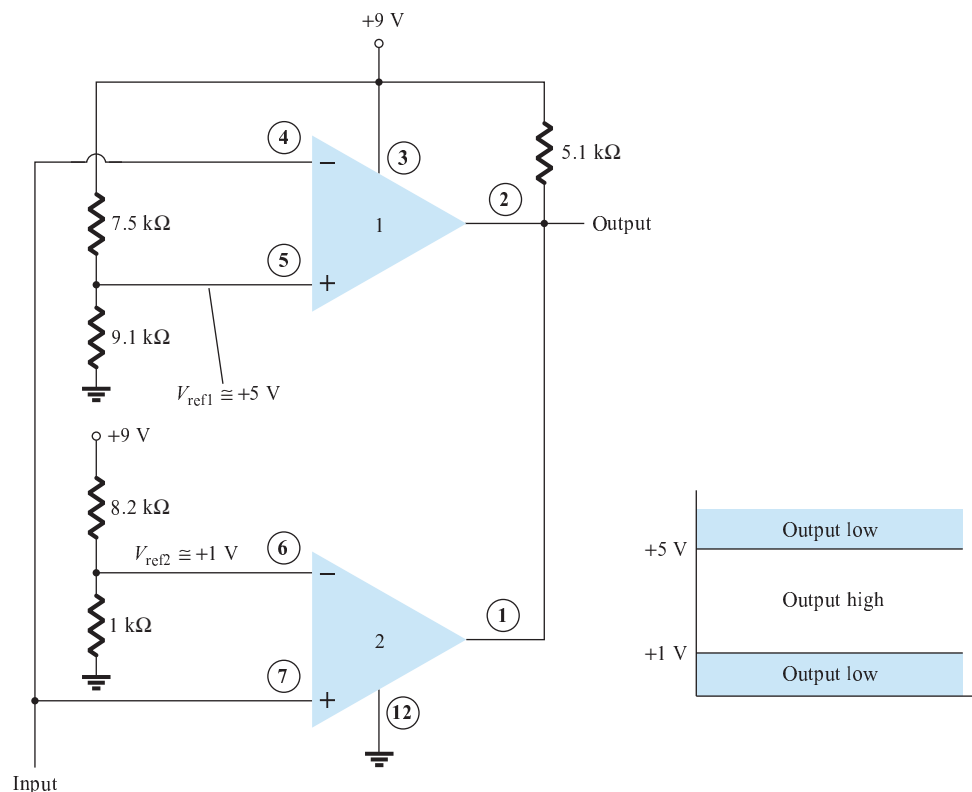 +9 V
4
3
−
5.1 kΩ
2
7.5 kΩ
1
Output
5
+
9.1 kΩ
Vref1 ≅ +5 V
+9 V
8.2 kΩ
Vref2 ≅ +1 V
6
−
1 kΩ
2
1
7
+
12
Input
Output low
+5 V
Output high
+1 V
Output low